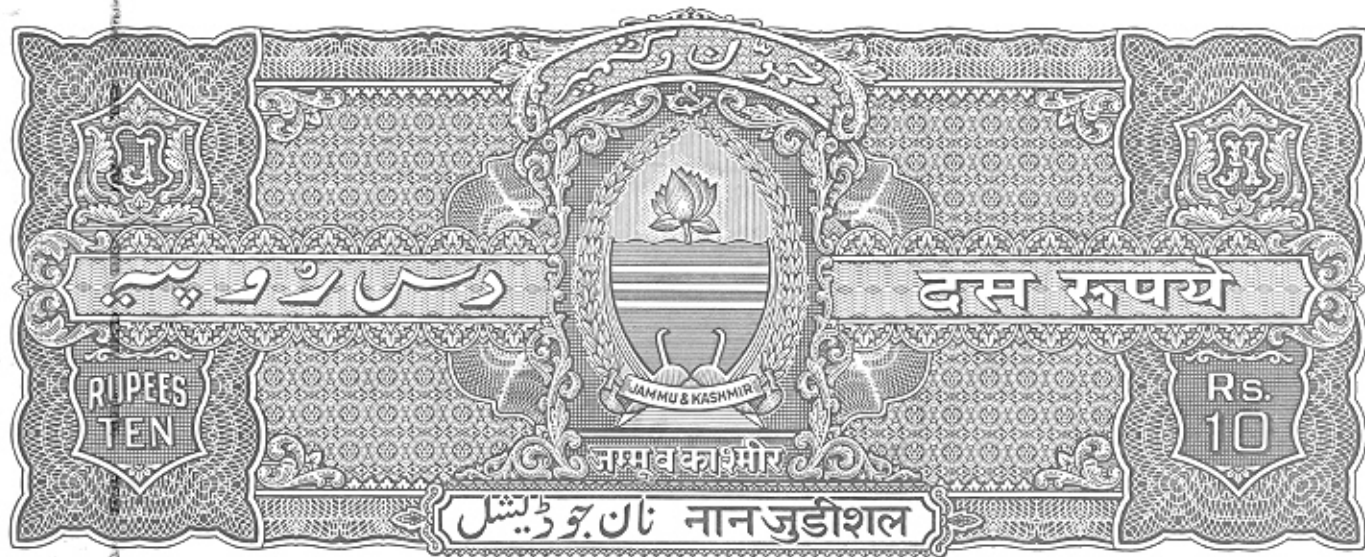 جموں و کشمیر
J
K
دس روپیہ
दस रूपये
RUPEES
TEN
JAMMU & KASHMIR
Rs.
10
जम्मू व काश्मीर
نان جوڈیشل नान जुडीशल